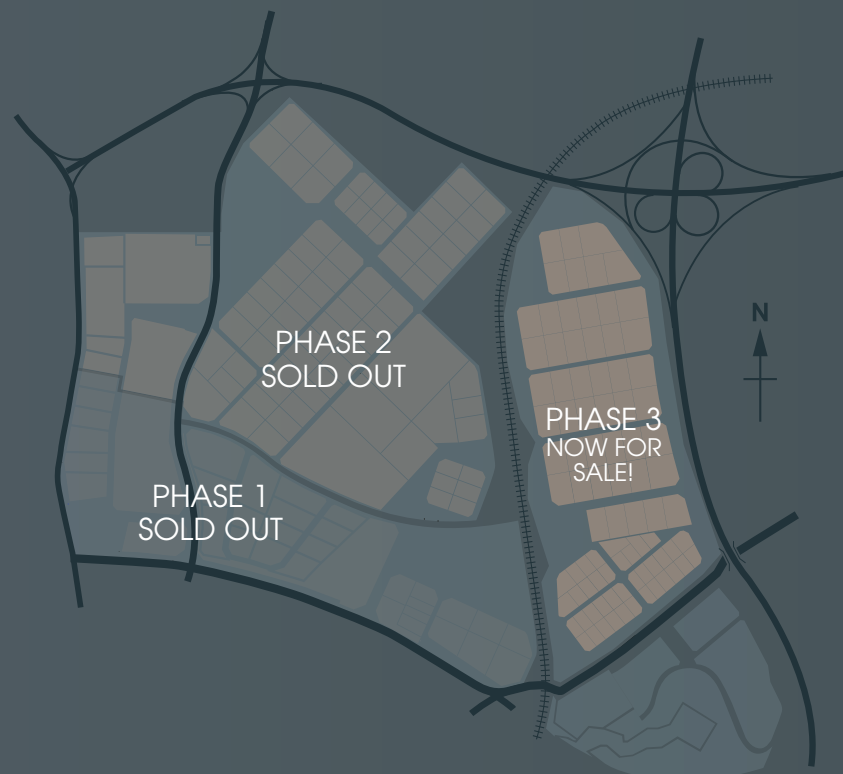 N
PHASE 2
SOLD OUT
PHASE 3
NOW FOR
SALE!
PHASE 1
SOLD OUT